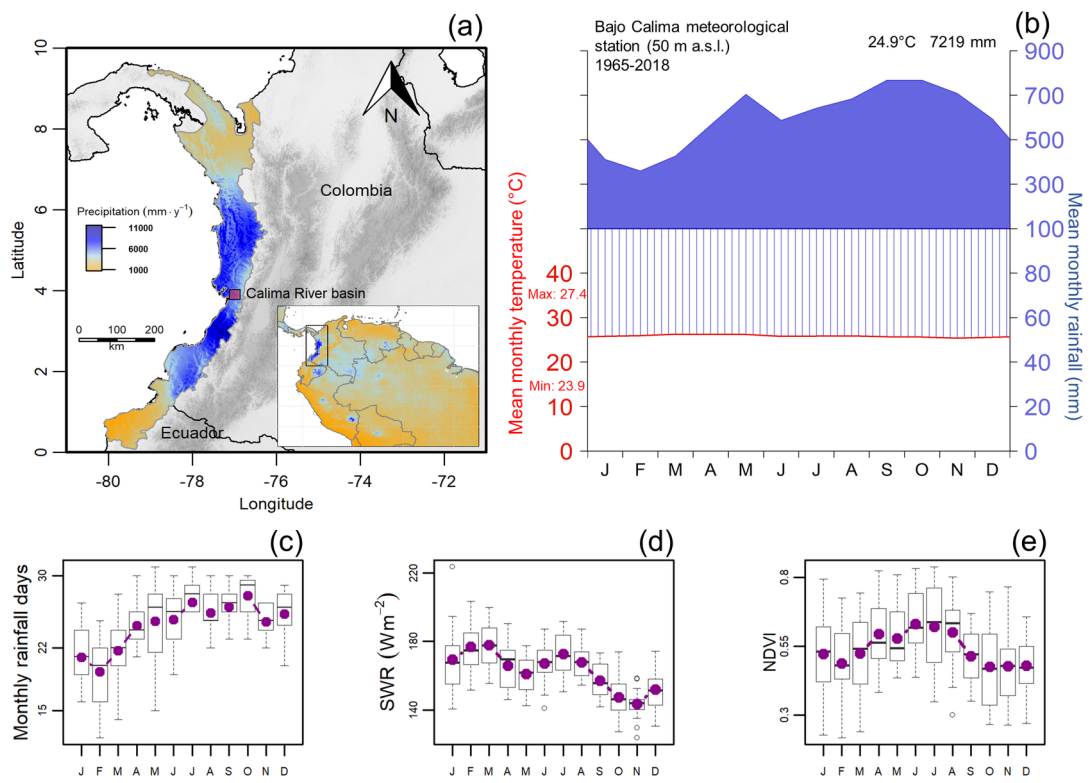 (a)
10
8
6
4
2
0
Latitude
N
Colombia
Precipitation (mm · y⁻¹)
11000
6000
1000
Calima River basin
0 100 200
km
Ecuador
-80 -78 -76 -74 -72
Longitude
(b)
Bajo Calima meteorological
station (50 m a.s.l.)
1965-2018
24.9°C 7219 mm
Mean monthly temperature (°C)
40
Max: 27.4
30
20
Min: 23.9
10
0
900
700
500
300
100
80
60
40
20
0
Mean monthly rainfall (mm)
J F M A M J J A S O N D
(c)
Monthly rainfall days
30
22
15
J F M A M J J A S O N D
(d)
SWR (Wm⁻²)
220
180
140
J F M A M J J A S O N D
(e)
NDVI
0.8
0.55
0.3
J F M A M J J A S O N D